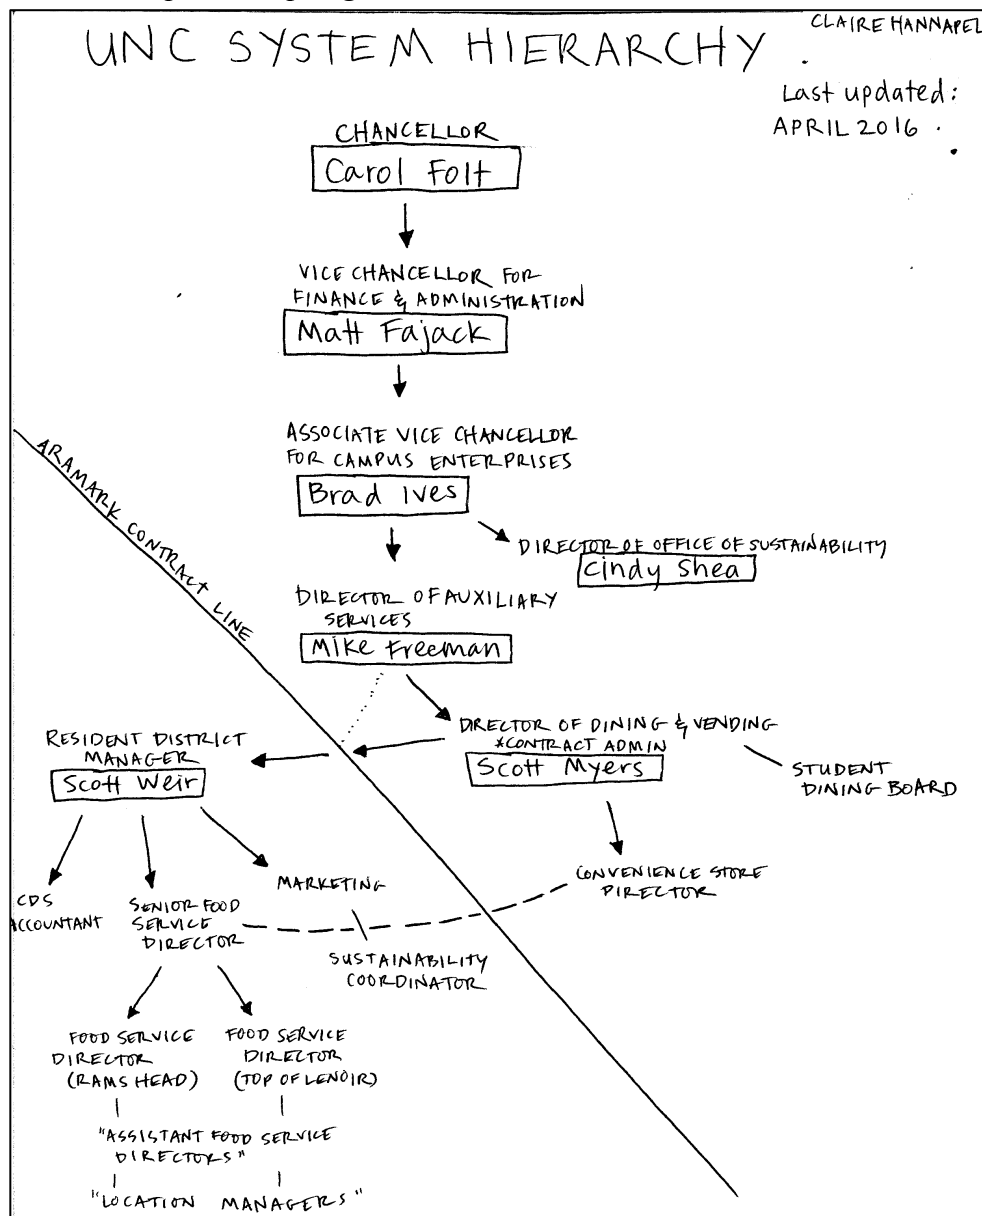 CLAIRE HANNAPEL
UNC SYSTEM HIERARCHY
Last updated:
APRIL 2016
CHANCELLOR
Carol Folt
VICE CHANCELLOR FOR
FINANCE & ADMINISTRATION
Matt Fajack
ASSOCIATE VICE CHANCELLOR
FOR CAMPUS ENTERPRISES
Brad Ives
DIRECTOR OF OFFICE OF SUSTAINABILITY
Cindy Shea
ARAMARK CONTRACT LINE
DIRECTOR OF AUXILIARY
SERVICES
Mike Freeman
RESIDENT DISTRICT
MANAGER
Scott Weir
DIRECTOR OF DINING & VENDING
*CONTRACT ADMIN
Scott Myers
STUDENT
DINING BOARD
CONVENIENCE STORE
DIRECTOR
MARKETING
CDS
ACCOUNTANT
SENIOR FOOD
SERVICE
DIRECTOR
SUSTAINABILITY
COORDINATOR
FOOD SERVICE
DIRECTOR
(RAMS HEAD)
FOOD SERVICE
DIRECTOR
(TOP OF LENOIR)
"ASSISTANT FOOD SERVICE
DIRECTORS"
"LOCATION MANAGERS"